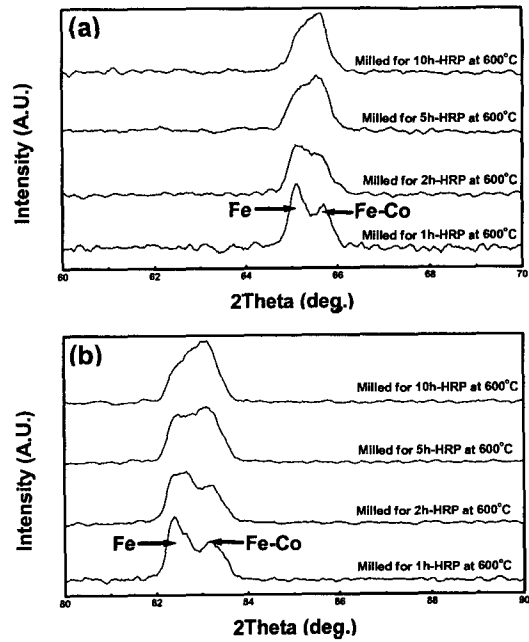 (a)
Intensity (A.U.)
Milled for 10h-HRP at 600°C
Milled for 5h-HRP at 600°C
Milled for 2h-HRP at 600°C
Fe
Fe-Co
Milled for 1h-HRP at 600°C
60 62 64 66 68 70
2Theta (deg.)
(b)
Intensity (A.U.)
Milled for 10h-HRP at 600°C
Milled for 5h-HRP at 600°C
Milled for 2h-HRP at 600°C
Fe
Fe-Co
Milled for 1h-HRP at 600°C
80 82 84 86 88 90
2Theta (deg.)